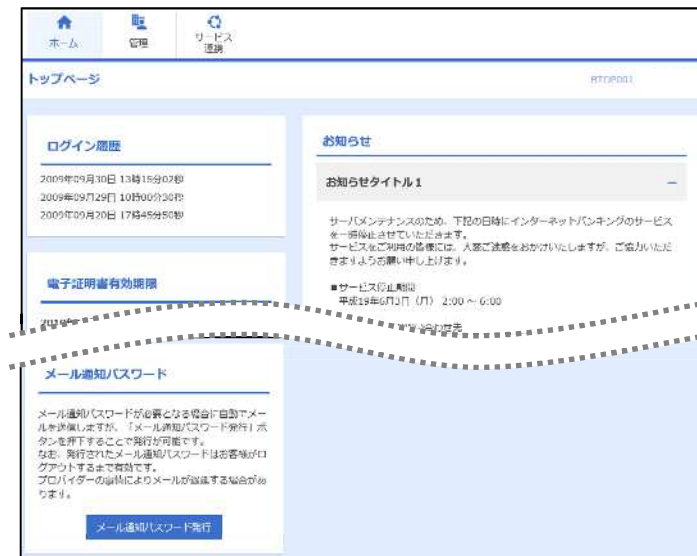 ホーム
管理
サービス
連携
トップページ
BTOP001
ログイン履歴
2009年09月30日 13時15分02秒
2009年09月29日 10時00分30秒
2009年09月20日 17時45分50秒
電子証明書有効期限
メール通知パスワード
メール通知パスワードが必要となる場合に自動でメー
ルを送信しますが、「メール通知パスワード発行」ボ
タンを押下することで発行が可能です。
なお、発行されたメール通知パスワードはお客様がロ
グアウトするまで有効です。
プロバイダーの事情によりメールが遅延する場合があ
ります。
メール通知パスワード発行
お知らせ
お知らせタイトル1
サーバメンテナンスのため、下記の日時にインターネットバンキングのサービス
を一時停止させていただきます。
サービスをご利用の皆様には、大変ご迷惑をおかけいたしますが、ご協力いただ
きますようお願い申し上げます。
■サービス停止期間
平成19年6月3日（月） 2:00 ～ 6:00